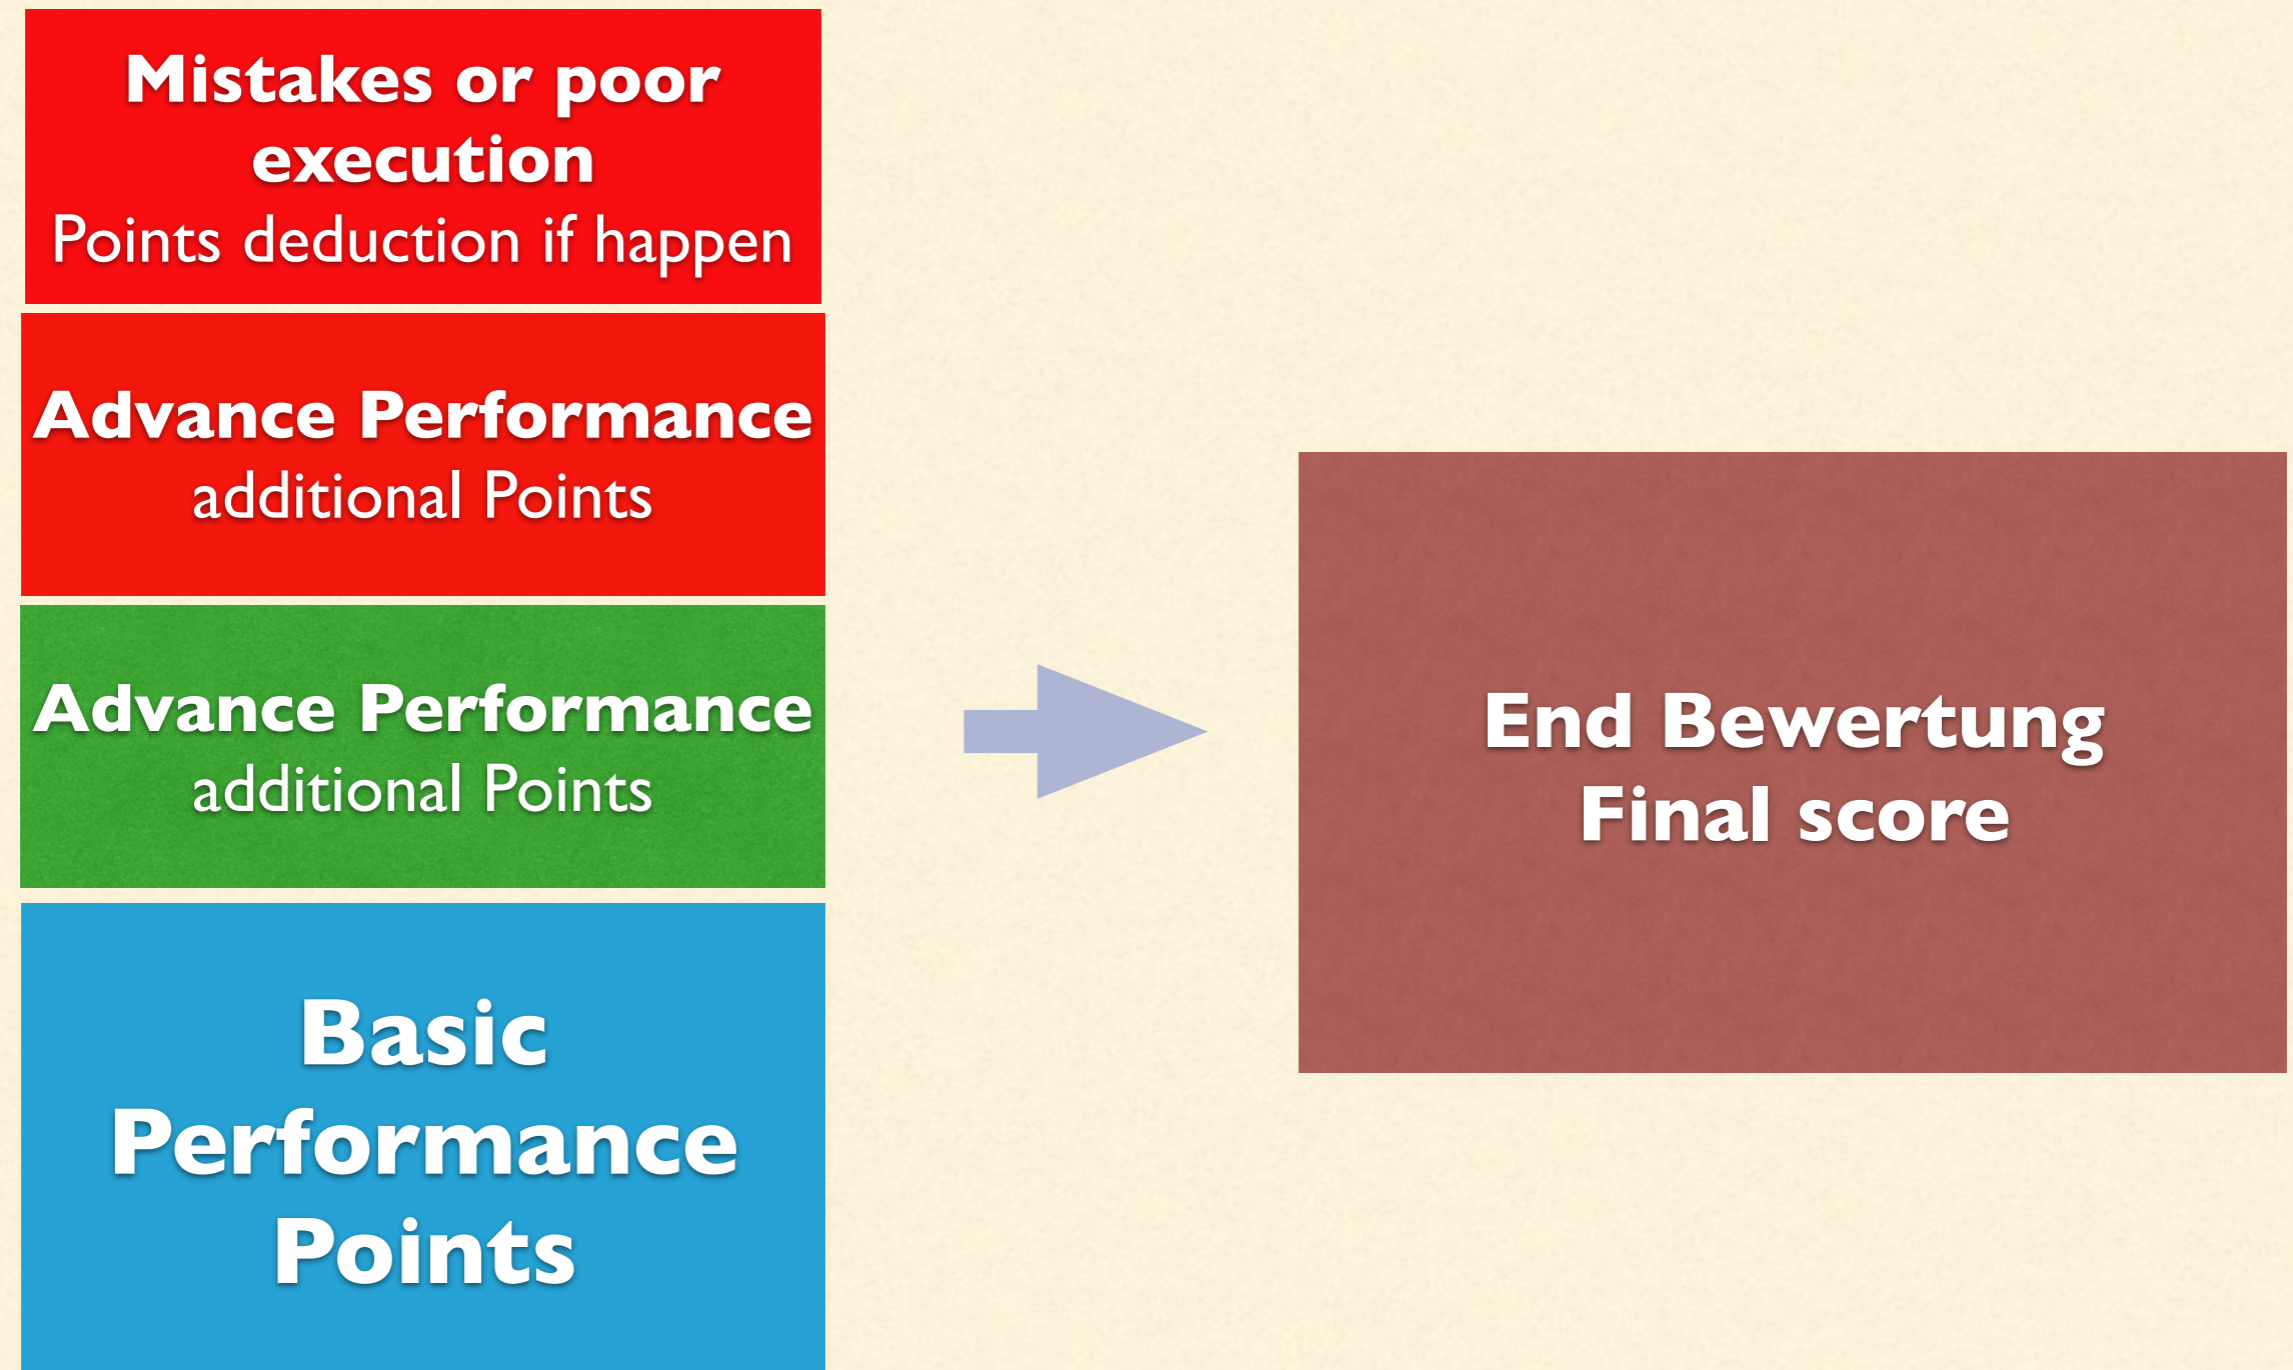 Mistakes or poor
execution
Points deduction if happen
Advance Performance
additional Points
Advance Performance
additional Points
Basic
Performance
Points
End Bewertung
Final score